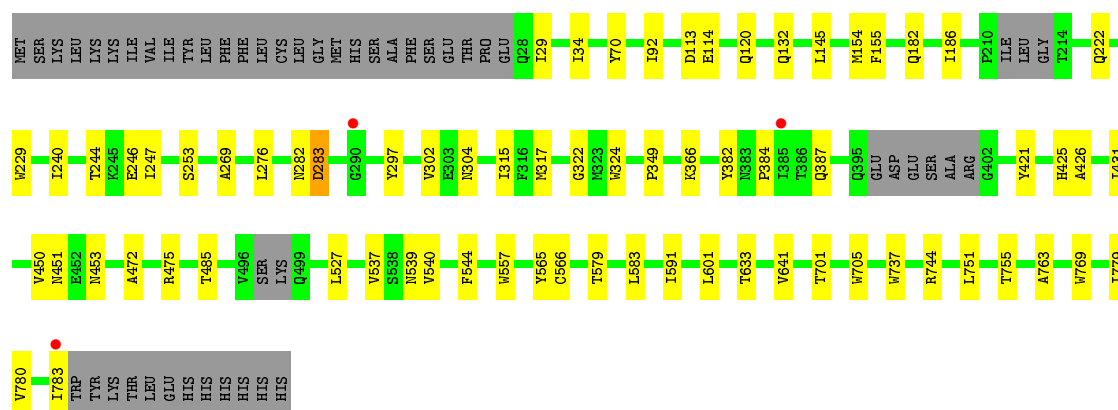 MET SER LYS LEU LEU LYS LYS ILE VAL ILE TYR LEU PHE PHE LEU CYS LEU GLY MET HIS SER SER ALA PHE SER GLU THR PRO GLU Q28 I29 I34 Y70 I92 D113 E114 Q120 Q132 L145 M154 F155 Q182 I186 P210 ILE LEU GLY T214 Q222
W229 I240 T244 K245 E246 I247 S253 A269 L276 N282 D283 G290 Y297 V302 E303 N304 I315 F316 M317 G322 M323 W324 P349 K366 Y382 N383 P384 I385 T386 Q387 Q395 GLU ASP GLU SER ALA ARG G402 Y421 H425 A426 I431
V450 N451 E452 N453 A472 R475 T485 V496 SER LYS Q499 L527 V537 S538 N539 V540 F544 W557 Y565 C566 T579 L583 I591 L601 T633 V641 T701 W705 W737 R744 L751 T755 A763 W769 I779
V780 I783 TRP TYR LYS THR LEU GLU HIS HIS HIS HIS HIS HIS